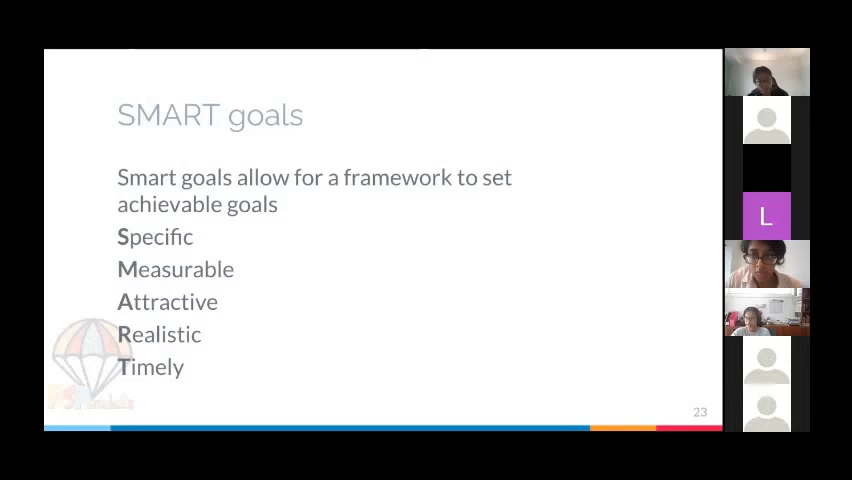 SMART goals
Smart goals allow for a framework to set
achievable goals
Specific
Measurable
Attractive
Realistic
Timely
23
L